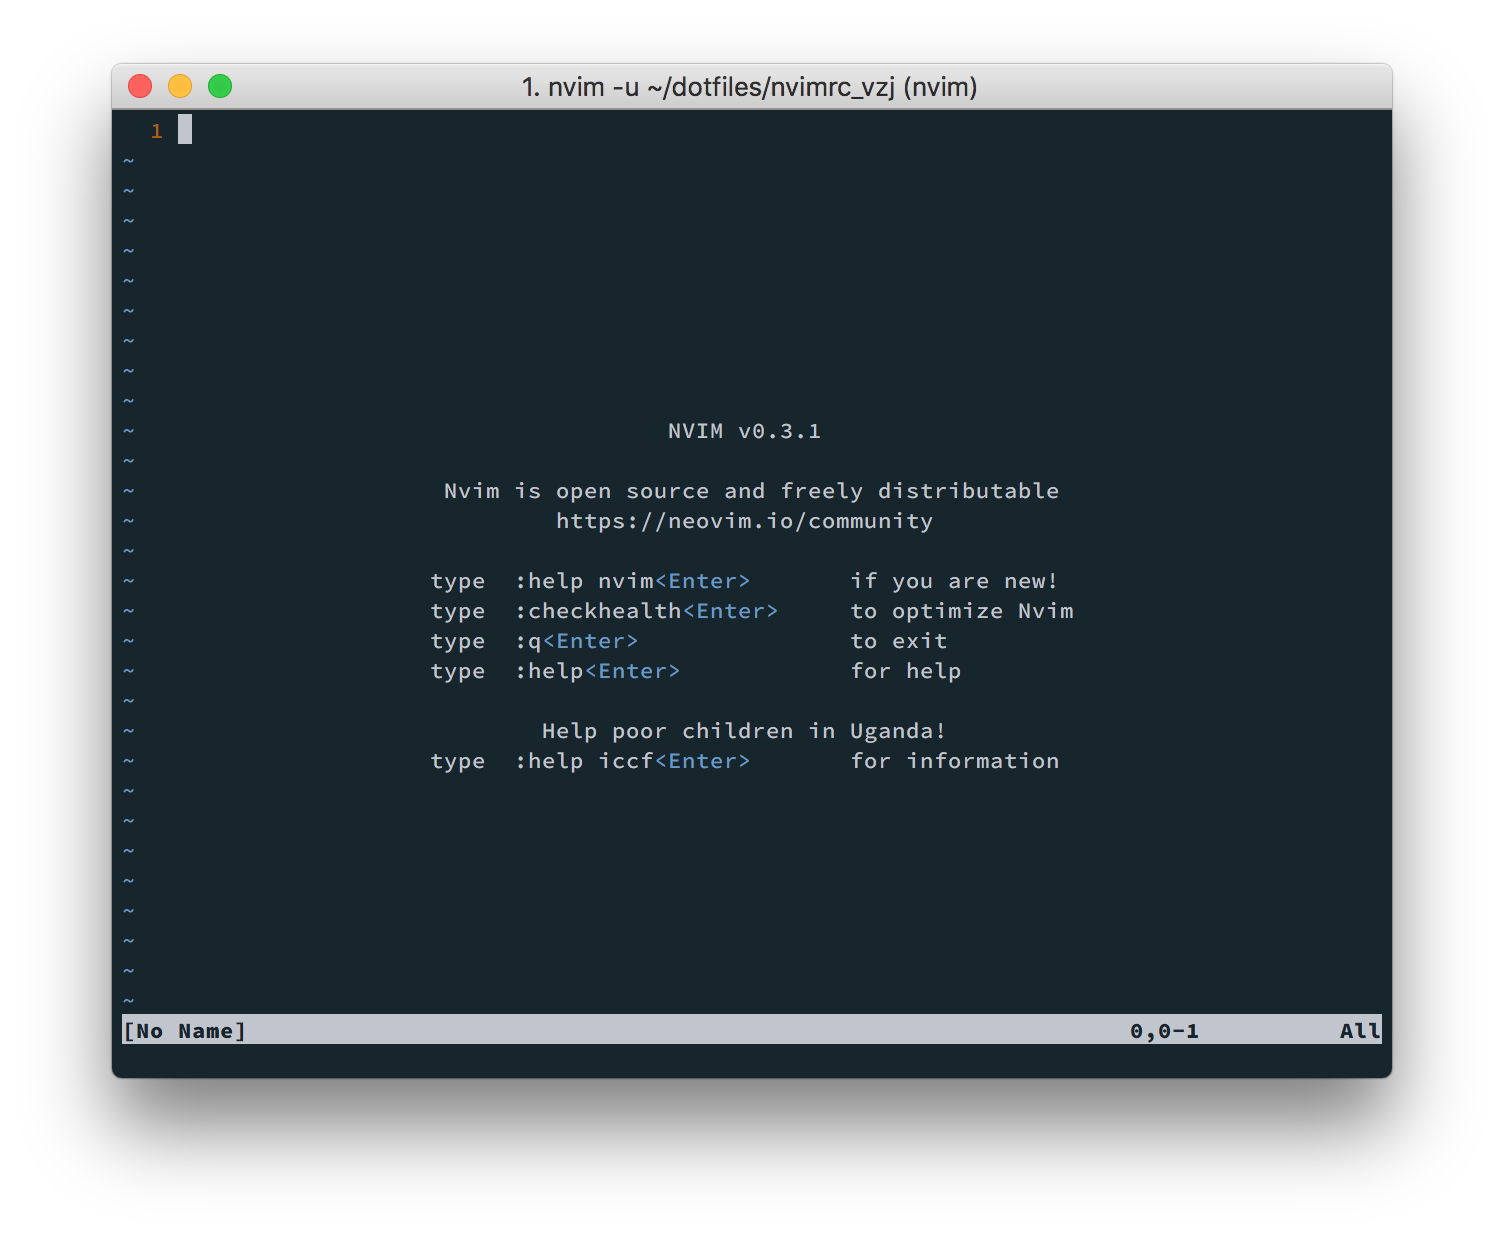 1. nvim -u ~/dotfiles/nvimrc_vzj (nvim)
1
~
~
~
~
~
~
~
~
~
~ NVIM v0.3.1
~
~ Nvim is open source and freely distributable
~ https://neovim.io/community
~
~ type :help nvim<Enter> if you are new!
~ type :checkhealth<Enter> to optimize Nvim
~ type :q<Enter> to exit
~ type :help<Enter> for help
~
~ Help poor children in Uganda!
~ type :help iccf<Enter> for information
~
~
~
~
~
~
~
~
[No Name] 0,0-1 All